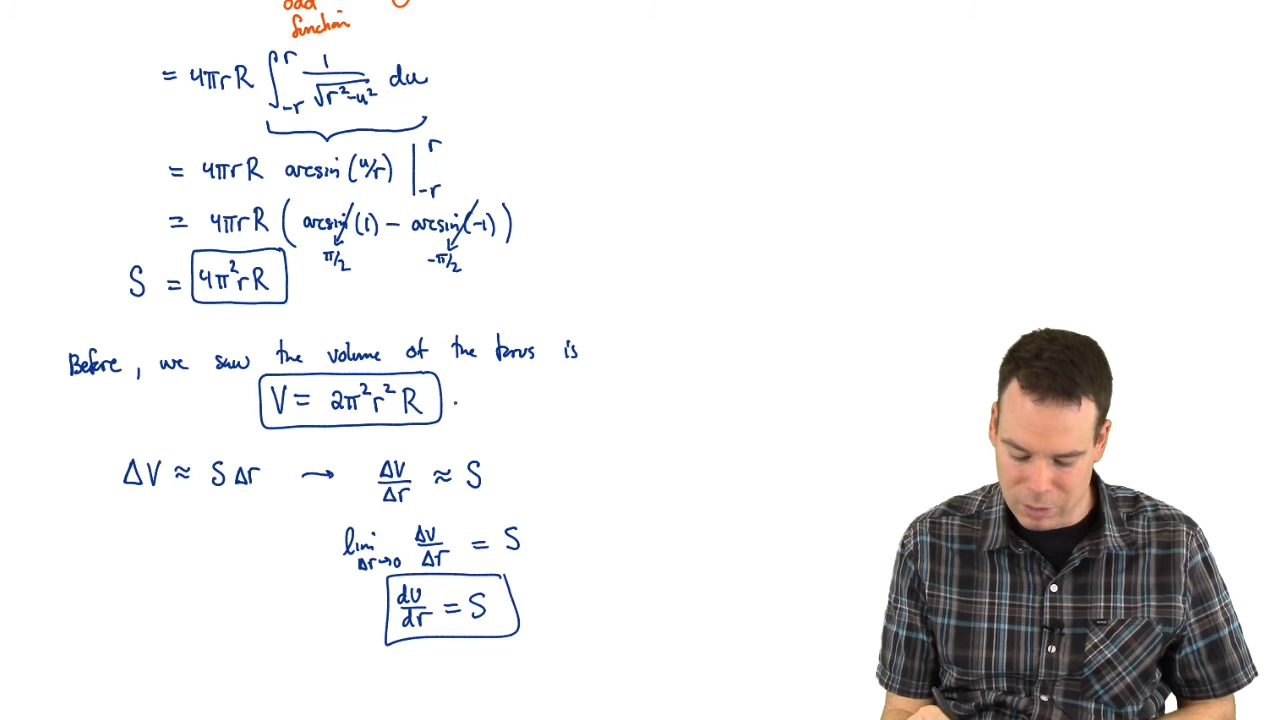 odd
function
= 4πrR ∫_{-r}^{r} 1/√(r²-u²) du
= 4πrR arcsin(u/r) |_{-r}^{r}
= 4πrR ( arcsin(1) - arcsin(-1) )
π/2 -π/2
S = 4π²rR
Before, we saw the volume of the torus is
V = 2π²r²R .
ΔV ≈ S Δr → ΔV/Δr ≈ S
lim_{Δr→0} ΔV/Δr = S
dV/dr = S